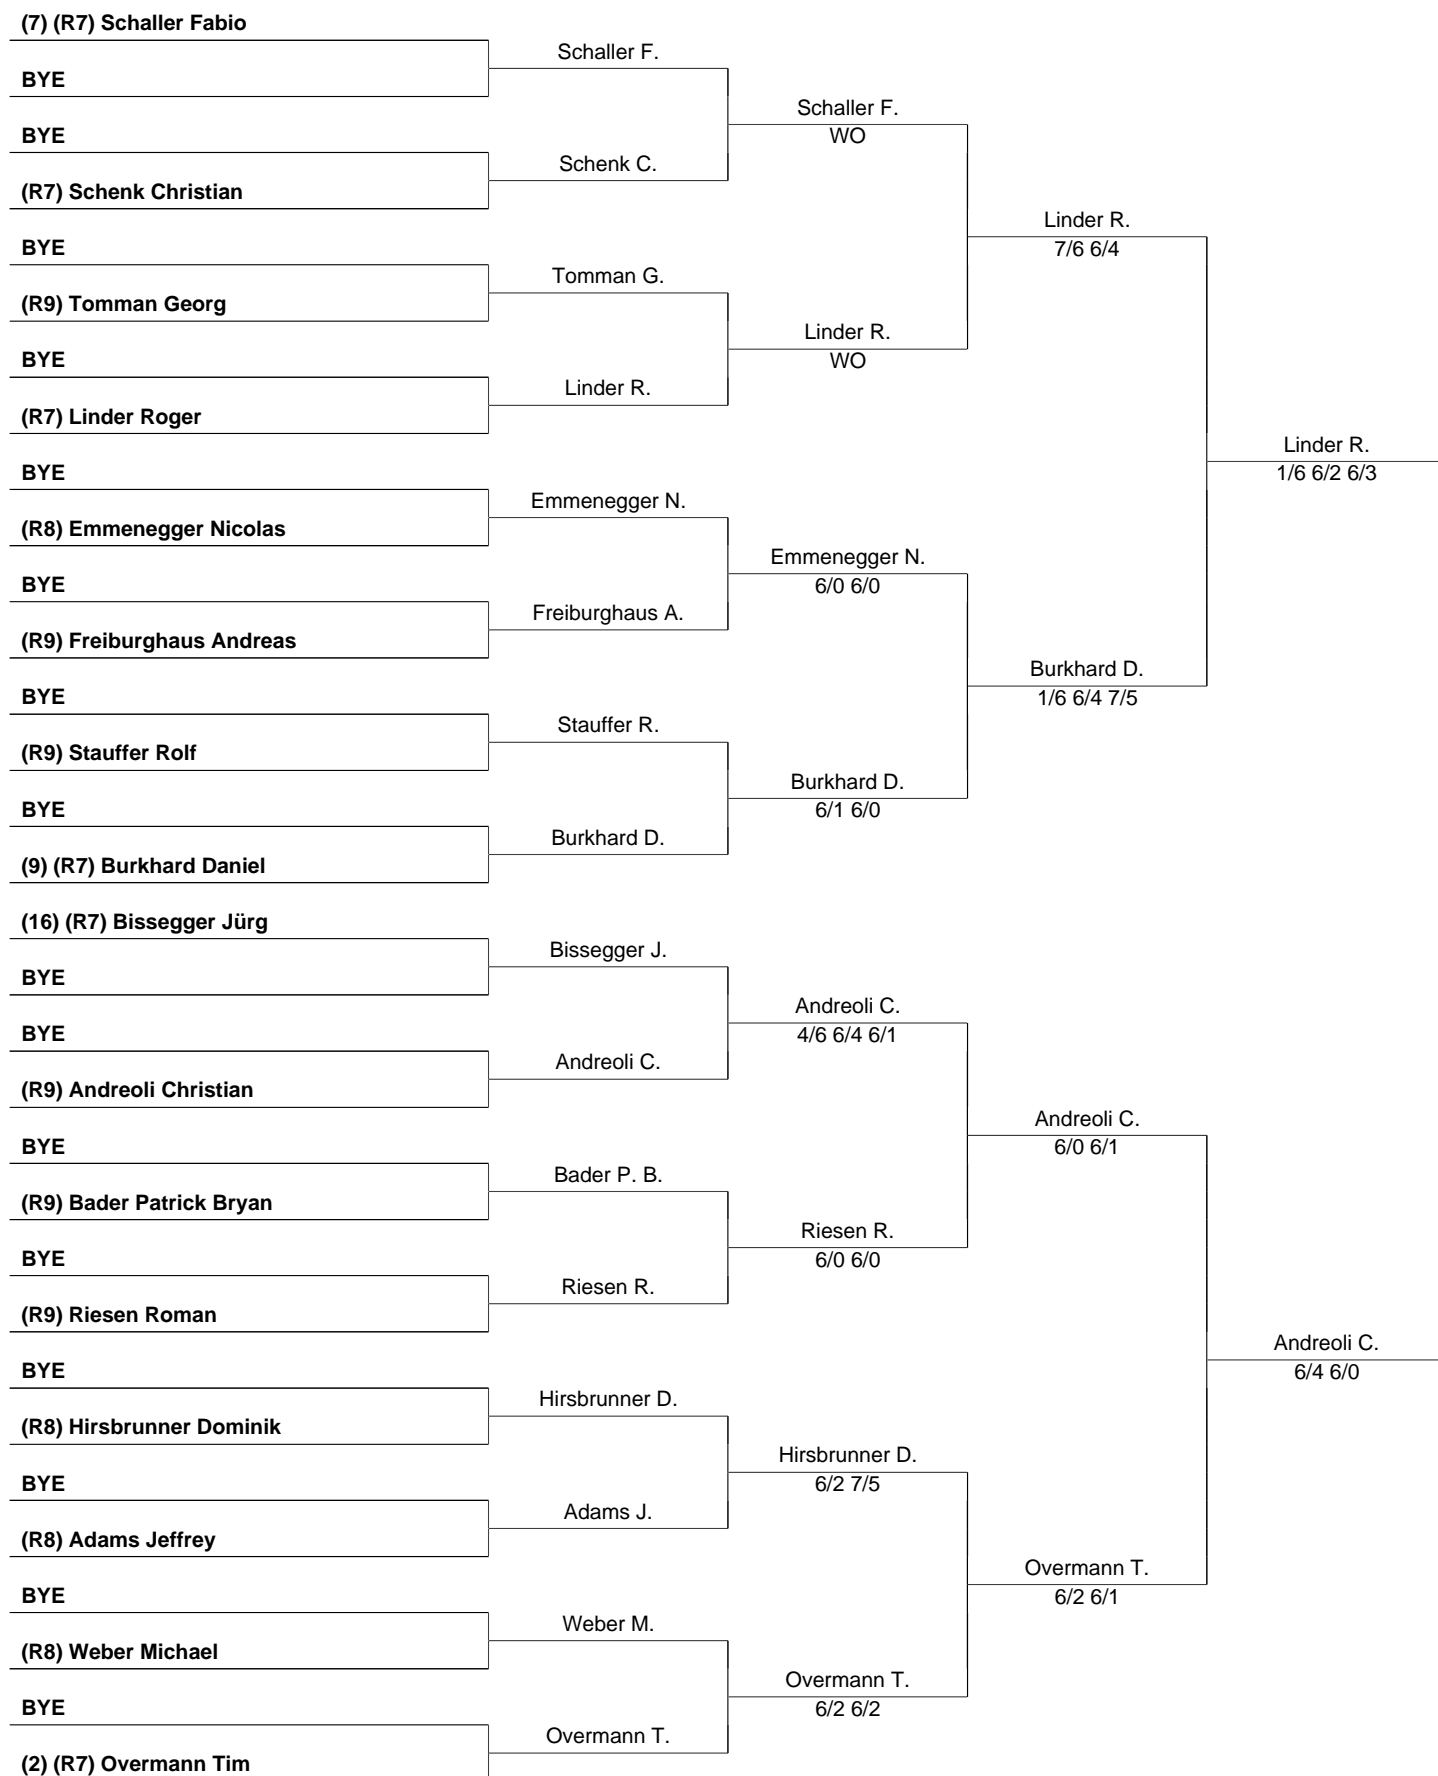 (7) (R7) Schaller Fabio
BYE
BYE
(R7) Schenk Christian
BYE
(R9) Tomman Georg
BYE
(R7) Linder Roger
BYE
(R8) Emmenegger Nicolas
BYE
(R9) Freiburghaus Andreas
BYE
(R9) Stauffer Rolf
BYE
(9) (R7) Burkhard Daniel
(16) (R7) Bissegger Jürg
BYE
BYE
(R9) Andreoli Christian
BYE
(R9) Bader Patrick Bryan
BYE
(R9) Riesen Roman
BYE
(R8) Hirsbrunner Dominik
BYE
(R8) Adams Jeffrey
BYE
(R8) Weber Michael
BYE
(2) (R7) Overmann Tim
Schaller F.
Schenk C.
Tomman G.
Linder R.
Emmenegger N.
Freiburghaus A.
Stauffer R.
Burkhard D.
Bissegger J.
Andreoli C.
Bader P. B.
Riesen R.
Hirsbrunner D.
Adams J.
Weber M.
Overmann T.
Schaller F.
WO
Linder R.
WO
Emmenegger N.
6/0 6/0
Burkhard D.
6/1 6/0
Andreoli C.
4/6 6/4 6/1
Riesen R.
6/0 6/0
Hirsbrunner D.
6/2 7/5
Overmann T.
6/2 6/2
Linder R.
7/6 6/4
Burkhard D.
1/6 6/4 7/5
Andreoli C.
6/0 6/1
Overmann T.
6/2 6/1
Linder R.
1/6 6/2 6/3
Andreoli C.
6/4 6/0